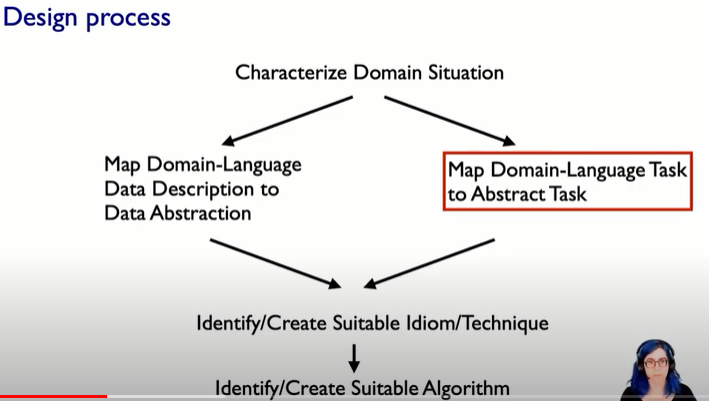 Design process
Characterize Domain Situation
Map Domain-Language
Data Description to
Data Abstraction
Map Domain-Language Task
to Abstract Task
Identify/Create Suitable Idiom/Technique
Identify/Create Suitable Algorithm